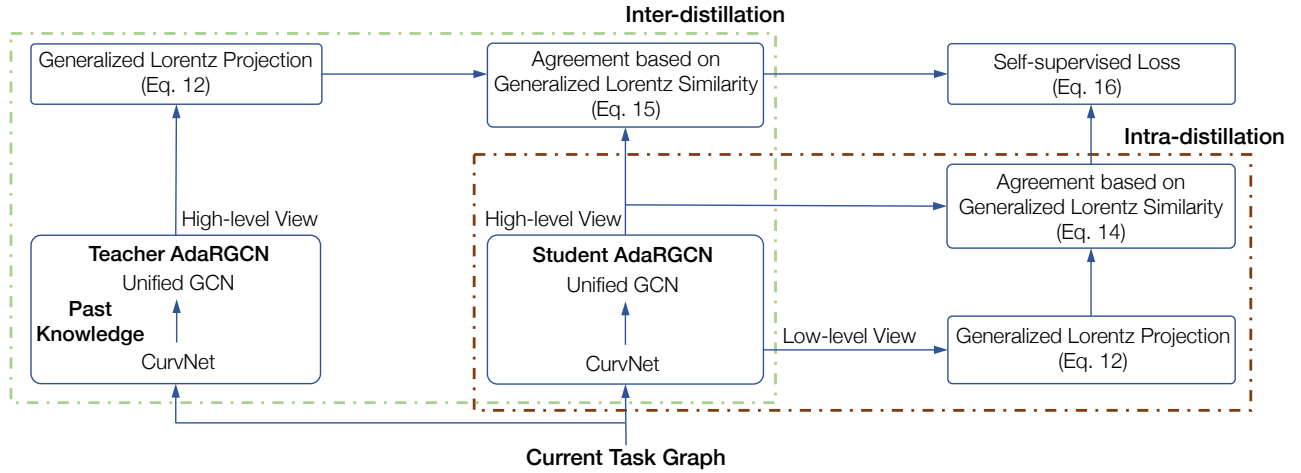 Inter-distillation
Generalized Lorentz Projection
(Eq. 12)
Agreement based on
Generalized Lorentz Similarity
(Eq. 15)
Self-supervised Loss
(Eq. 16)
Intra-distillation
Agreement based on
Generalized Lorentz Similarity
(Eq. 14)
High-level View
High-level View
Teacher AdaRGCN
Unified GCN
Past
Knowledge
CurvNet
Student AdaRGCN
Unified GCN
CurvNet
Low-level View
Generalized Lorentz Projection
(Eq. 12)
Current Task Graph